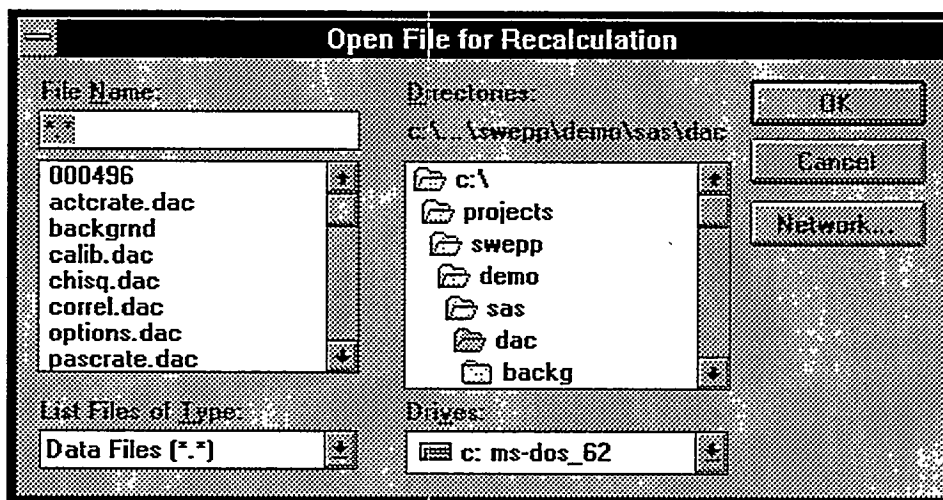 Open File for Recalculation
File Name:
*.*
000496
actcrate.dac
backgrnd
calib.dac
chisq.dac
correl.dac
options.dac
pascrate.dac
List Files of Type:
Data Files (*.*)
Directories:
c:\...\swepp\demo\sas\dac
c:\
projects
swepp
demo
sas
dac
backg
Drives:
c: ms-dos_62
OK
Cancel
Network...